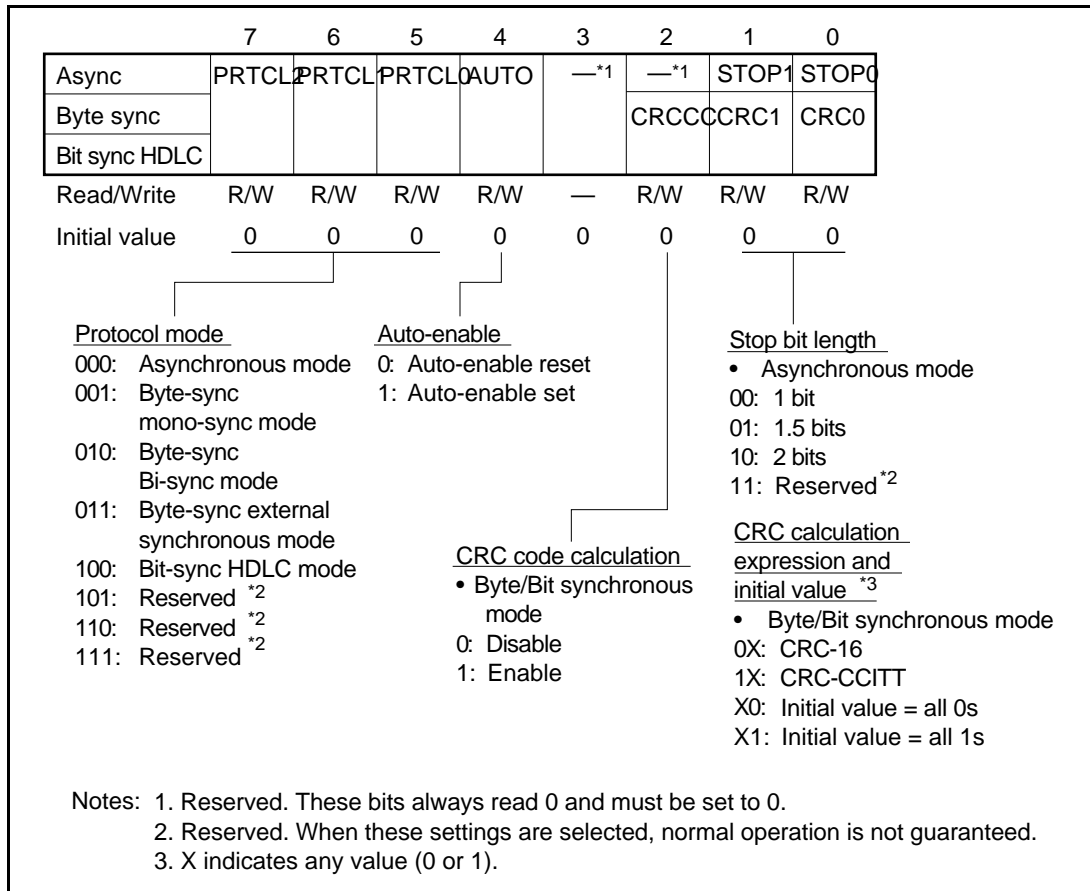 7 6 5 4 3 2 1 0
Async PRTCL2 PRTCL1 PRTCL0 AUTO —*1 —*1 STOP1 STOP0
Byte sync CRCCC CRC1 CRC0
Bit sync HDLC
Read/Write R/W R/W R/W R/W — R/W R/W R/W
Initial value 0 0 0 0 0 0 0 0
Protocol mode
000: Asynchronous mode
001: Byte-sync
mono-sync mode
010: Byte-sync
Bi-sync mode
011: Byte-sync external
synchronous mode
100: Bit-sync HDLC mode
101: Reserved *2
110: Reserved *2
111: Reserved *2
Auto-enable
0: Auto-enable reset
1: Auto-enable set
CRC code calculation
• Byte/Bit synchronous
mode
0: Disable
1: Enable
Stop bit length
• Asynchronous mode
00: 1 bit
01: 1.5 bits
10: 2 bits
11: Reserved *2
CRC calculation
expression and
initial value *3
• Byte/Bit synchronous mode
0X: CRC-16
1X: CRC-CCITT
X0: Initial value = all 0s
X1: Initial value = all 1s
Notes: 1. Reserved. These bits always read 0 and must be set to 0.
2. Reserved. When these settings are selected, normal operation is not guaranteed.
3. X indicates any value (0 or 1).